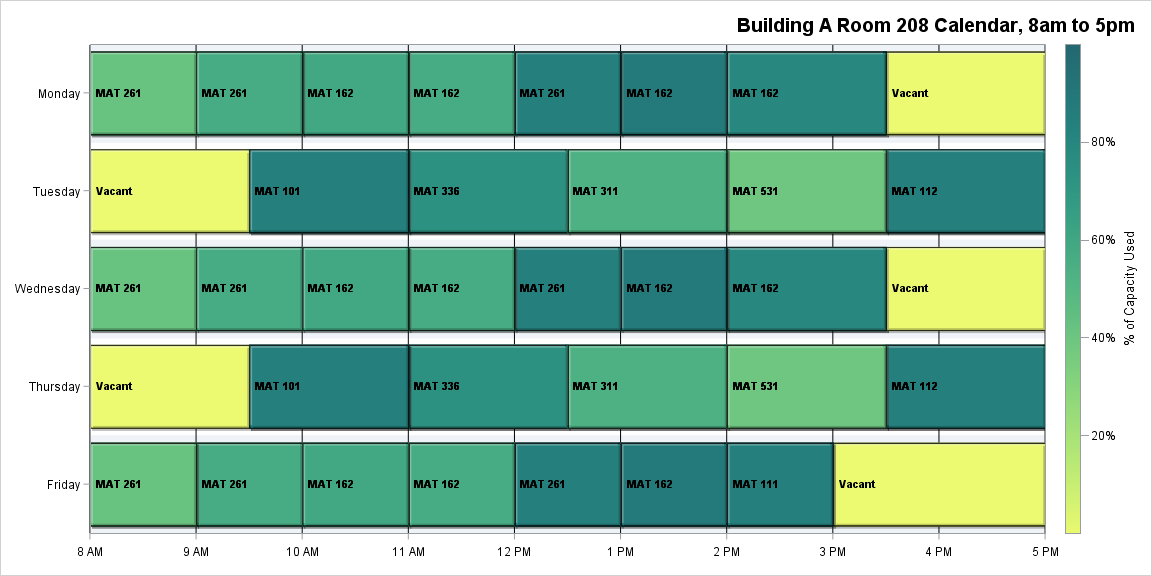 Building A Room 208 Calendar, 8am to 5pm
Monday
MAT 261
MAT 261
MAT 162
MAT 162
MAT 261
MAT 162
MAT 162
Vacant
Tuesday
Vacant
MAT 101
MAT 336
MAT 311
MAT 531
MAT 112
Wednesday
MAT 261
MAT 261
MAT 162
MAT 162
MAT 261
MAT 162
MAT 162
Vacant
Thursday
Vacant
MAT 101
MAT 336
MAT 311
MAT 531
MAT 112
Friday
MAT 261
MAT 261
MAT 162
MAT 162
MAT 261
MAT 162
MAT 111
Vacant
8 AM
9 AM
10 AM
11 AM
12 PM
1 PM
2 PM
3 PM
4 PM
5 PM
80%
60%
40%
20%
% of Capacity Used